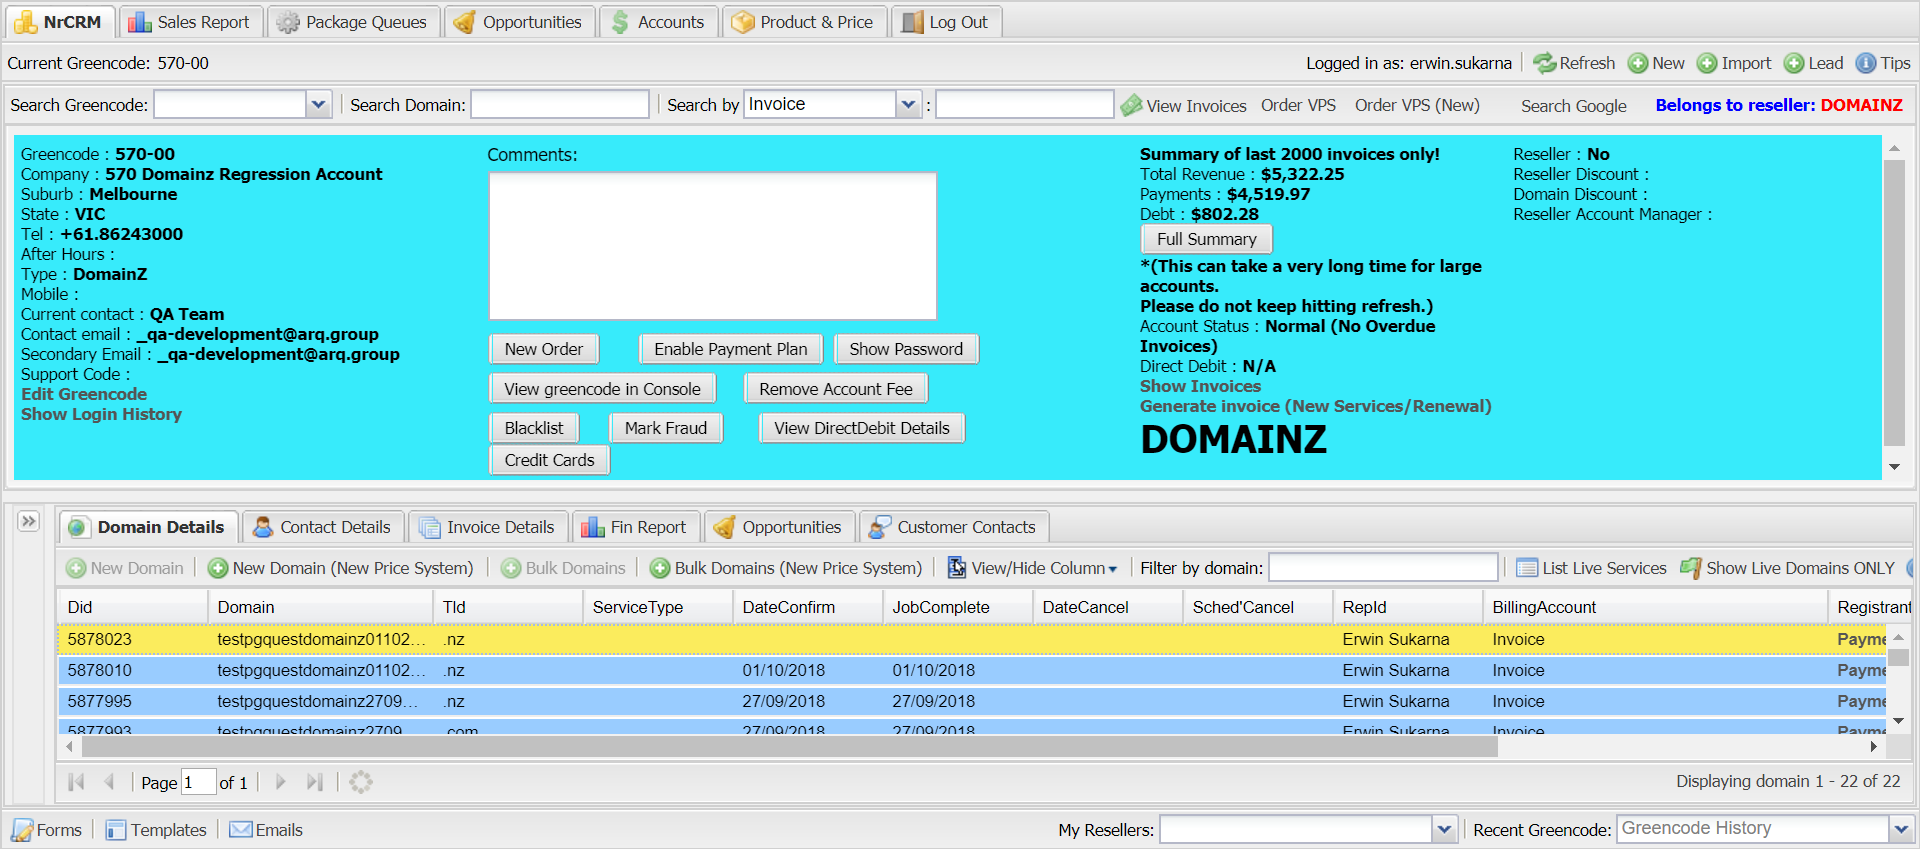 NrCRM Sales Report Package Queues Opportunities Accounts Product & Price Log Out
Current Greencode: 570-00 Logged in as: erwin.sukarna Refresh New Import Lead Tips
Search Greencode: Search Domain: Search by Invoice : View Invoices Order VPS Order VPS (New) Search Google Belongs to reseller: DOMAINZ
Greencode : 570-00
Company : 570 Domainz Regression Account
Suburb : Melbourne
State : VIC
Tel : +61.86243000
After Hours :
Type : DomainZ
Mobile :
Current contact : QA Team
Contact email : _qa-development@arq.group
Secondary Email : _qa-development@arq.group
Support Code :
Edit Greencode
Show Login History
Comments:
New Order Enable Payment Plan Show Password
View greencode in Console Remove Account Fee
Blacklist Mark Fraud View DirectDebit Details
Credit Cards
Summary of last 2000 invoices only!
Total Revenue : $5,322.25
Payments : $4,519.97
Debt : $802.28
Full Summary
*(This can take a very long time for large
accounts.
Please do not keep hitting refresh.)
Account Status : Normal (No Overdue
Invoices)
Direct Debit : N/A
Show Invoices
Generate invoice (New Services/Renewal)
DOMAINZ
Reseller : No
Reseller Discount :
Domain Discount :
Reseller Account Manager :
Domain Details Contact Details Invoice Details Fin Report Opportunities Customer Contacts
New Domain New Domain (New Price System) Bulk Domains Bulk Domains (New Price System) View/Hide Column Filter by domain: List Live Services Show Live Domains ONLY
Did Domain Tld ServiceType DateConfirm JobComplete DateCancel Sched'Cancel RepId BillingAccount Registrant
5878023 testpgquestdomainz01102... .nz Erwin Sukarna Invoice Payme
5878010 testpgquestdomainz01102... .nz 01/10/2018 01/10/2018 Erwin Sukarna Invoice Payme
5877995 testpgquestdomainz2709... .nz 27/09/2018 27/09/2018 Erwin Sukarna Invoice Payme
5877993 testpgquestdomainz2709 .com 27/09/2018 27/09/2018 Erwin Sukarna Invoice Payme
Page 1 of 1 Displaying domain 1 - 22 of 22
Forms Templates Emails My Resellers: Recent Greencode: Greencode History